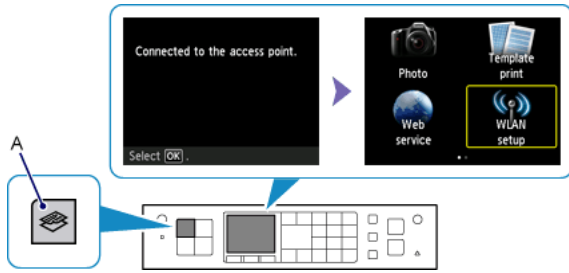 Connected to the access point.
Select OK .
Photo
Template
print
Web
service
WLAN
setup
A